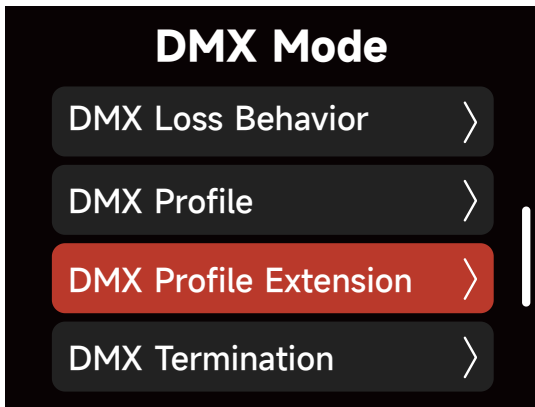 DMX Mode
DMX Loss Behavior
DMX Profile
DMX Profile Extension
DMX Termination